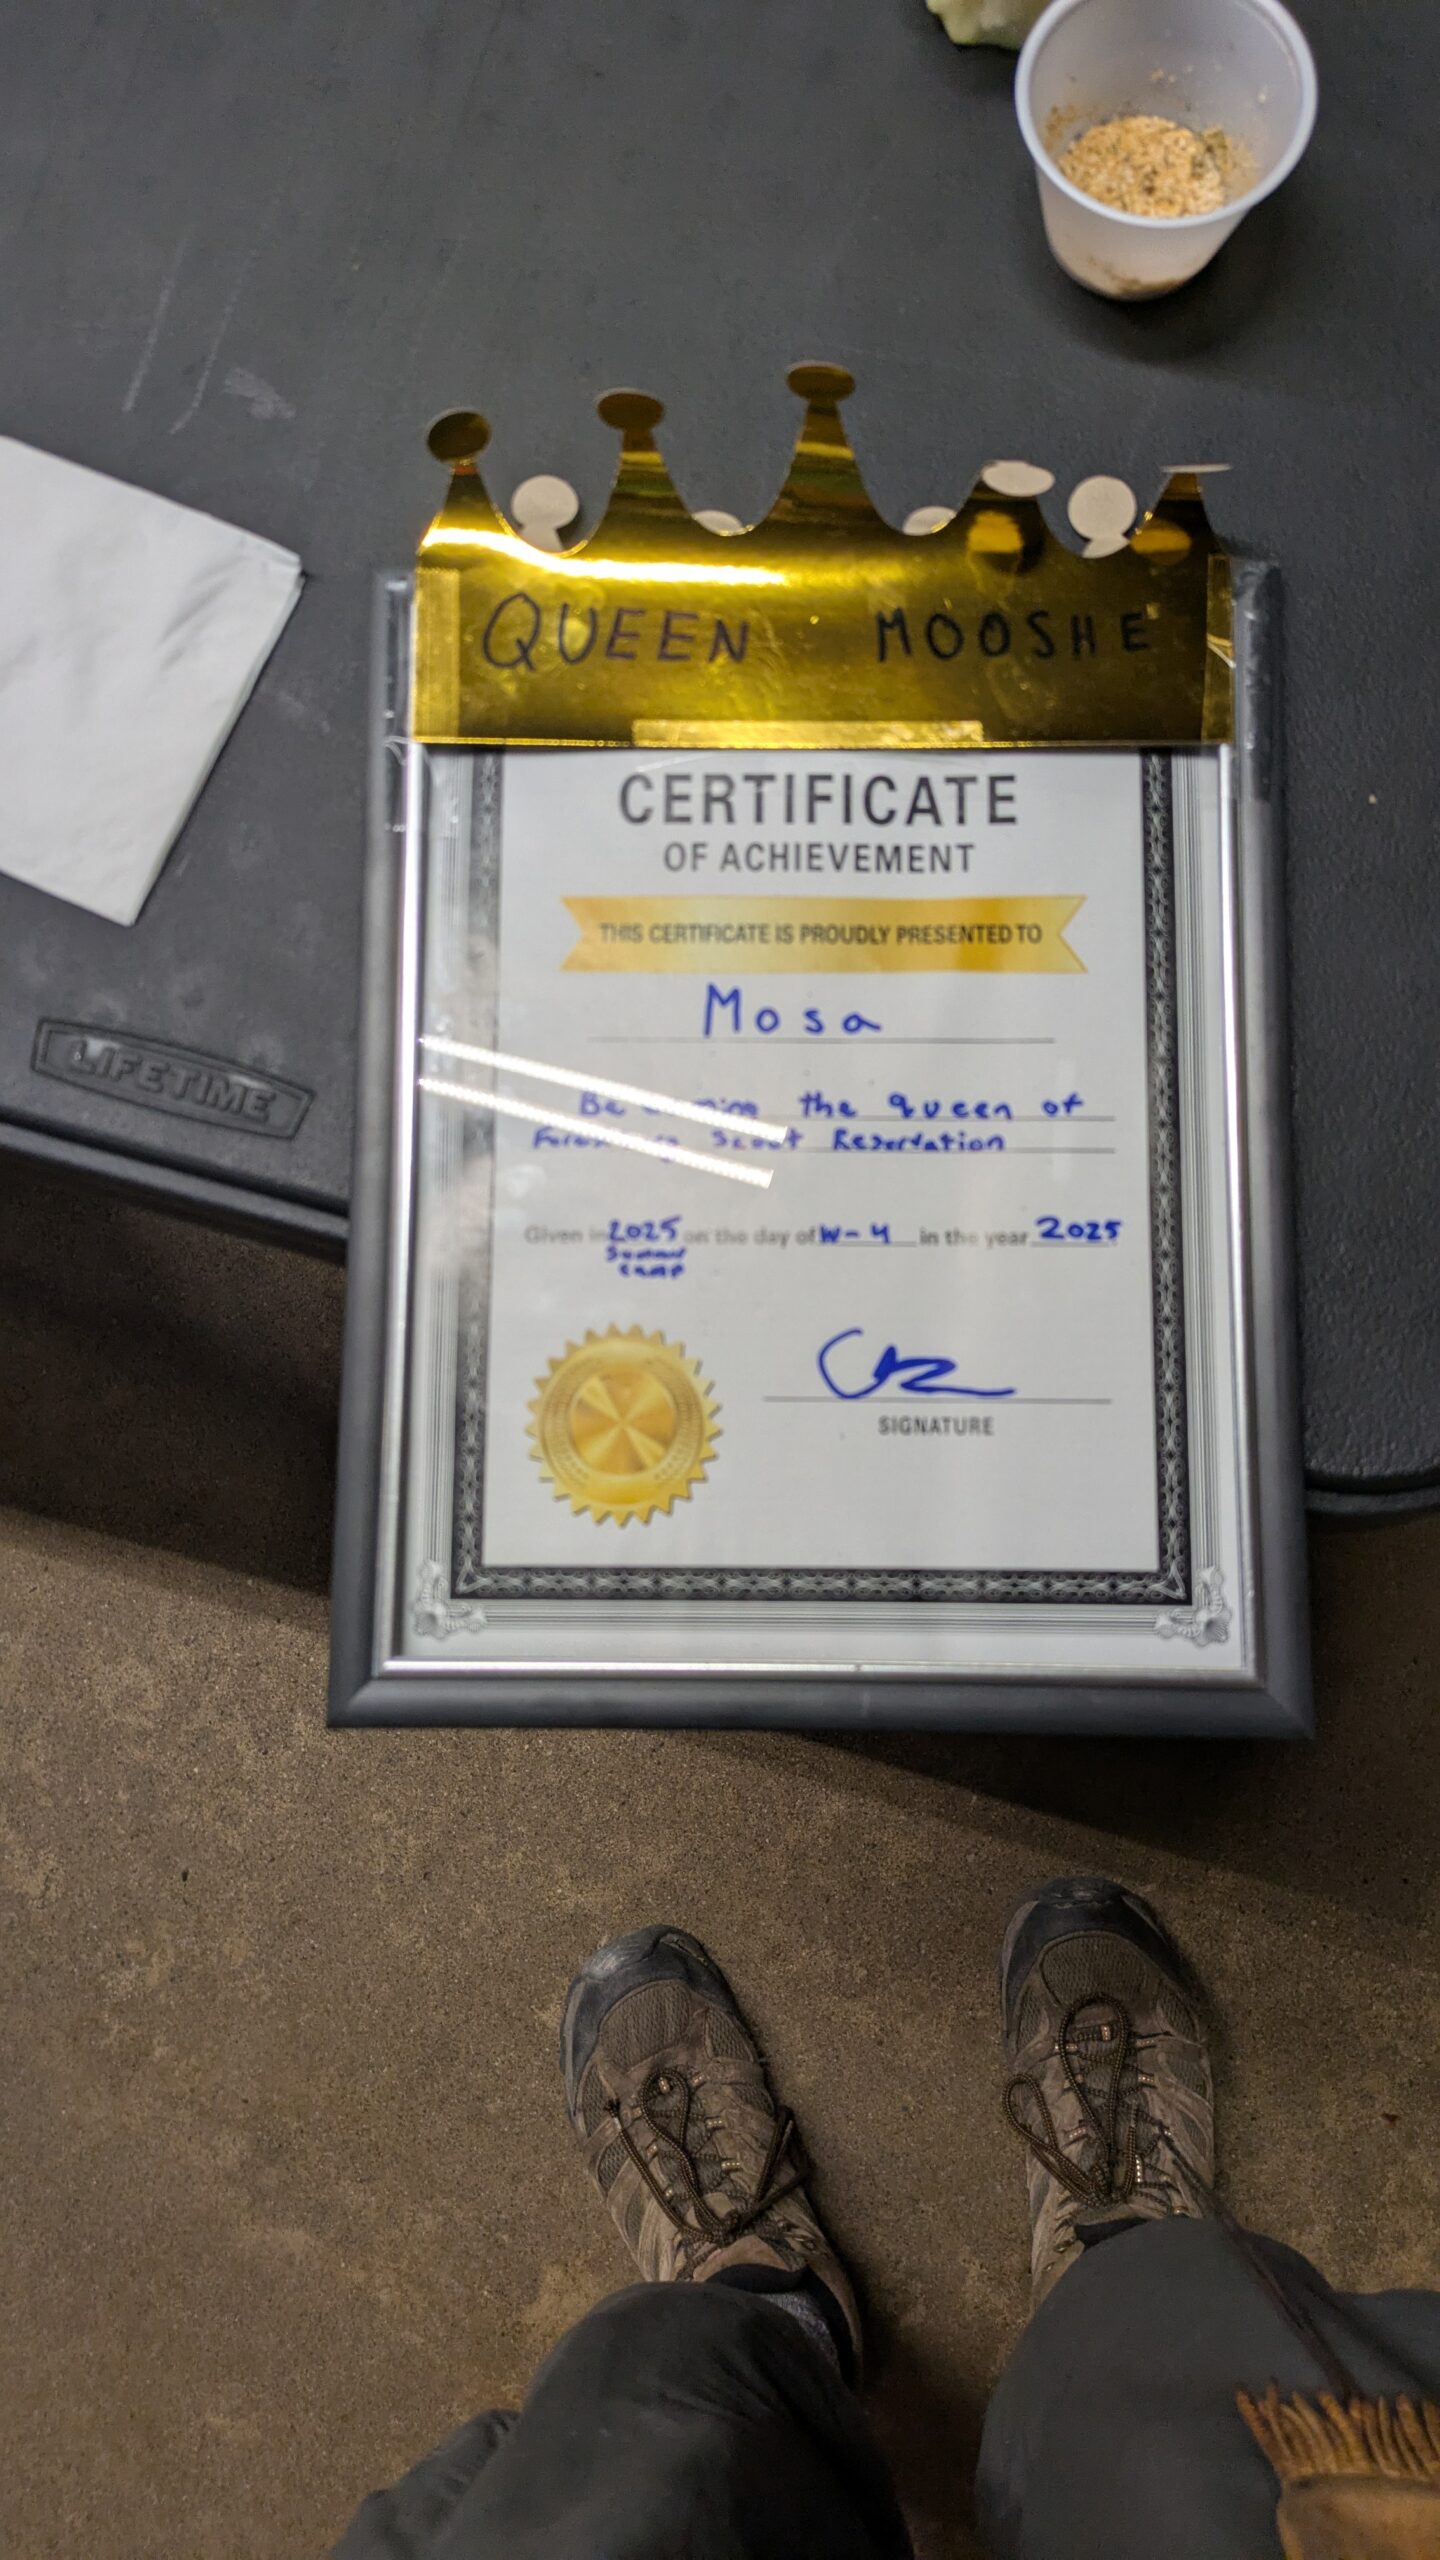 QUEEN MOOSHE
CERTIFICATE
OF ACHIEVEMENT
THIS CERTIFICATE IS PROUDLY PRESENTED TO
Mosa
Becoming the queen of
Scout Reservation
Given in 2025 on the day of W-4 in the year 2025
Summer
camp
SIGNATURE
LIFETIME